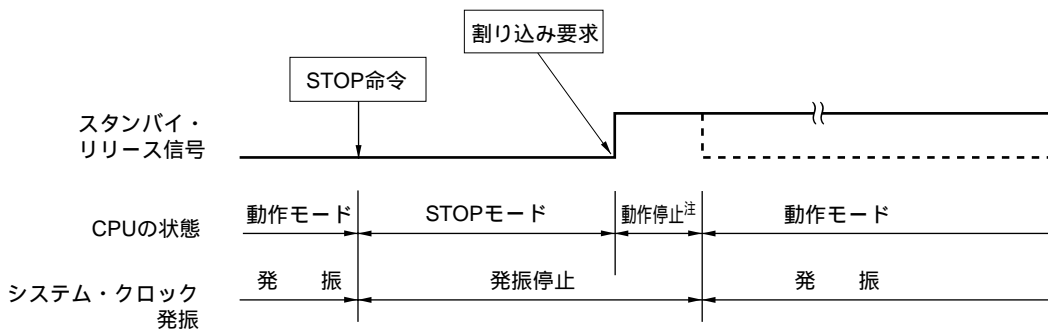 割り込み要求
STOP命令
スタンバイ・
リリース信号
CPUの状態
動作モード
STOPモード
動作停止注
動作モード
システム・クロック
発振
発　振
発振停止
発　振